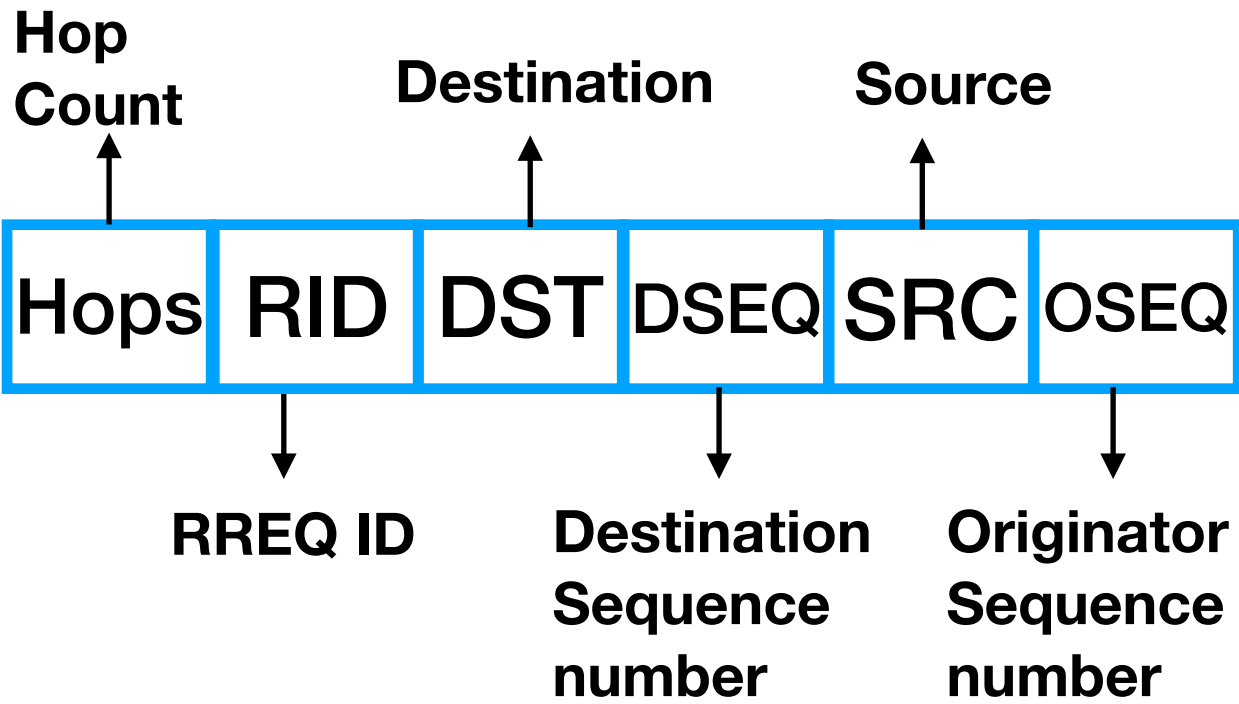 Hop
Count
Destination
Source
Hops RID DST DSEQ SRC OSEQ
RREQ ID
Destination
Sequence
number
Originator
Sequence
number